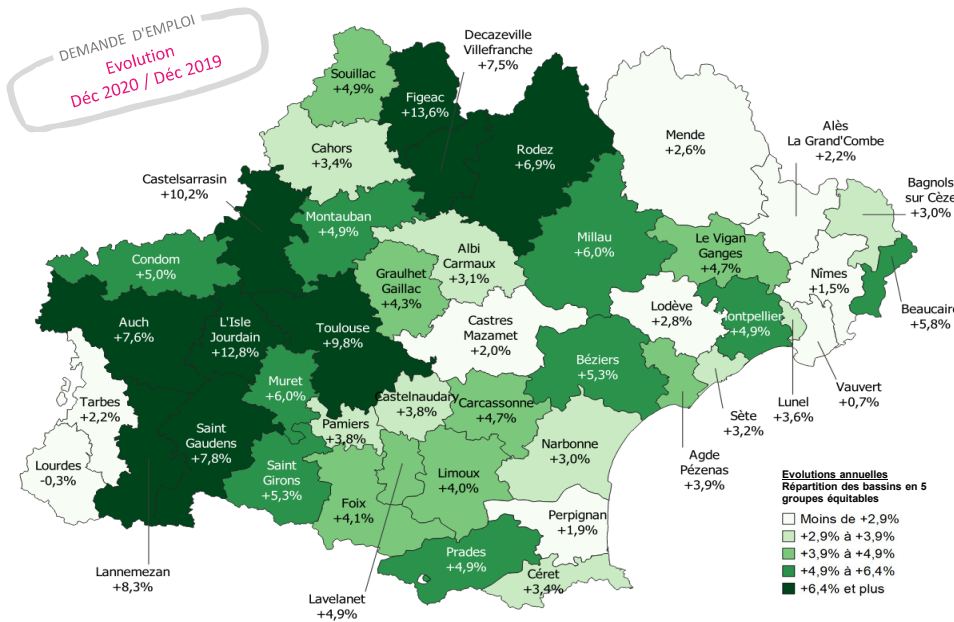 DEMANDE D'EMPLOI
Evolution
Déc 2020 / Déc 2019
Decazeville
Villefranche
+7,5%
Souillac
+4,9%
Figeac
+13,6%
Rodez
+6,9%
Mende
+2,6%
Alès
La Grand'Combe
+2,2%
Bagnols
sur Cèze
+3,0%
Cahors
+3,4%
Castelsarrasin
+10,2%
Montauban
+4,9%
Condom
+5,0%
Albi
Carmaux
+3,1%
Millau
+6,0%
Le Vigan
Ganges
+4,7%
Graulhet
Gaillac
+4,3%
Nîmes
+1,5%
Beaucaire
+5,8%
Auch
+7,6%
L'Isle
Jourdain
+12,8%
Toulouse
+9,8%
Castres
Mazamet
+2,0%
Lodève
+2,8%
Montpellier
+4,9%
Béziers
+5,3%
Muret
+6,0%
Vauvert
+0,7%
Lunel
+3,6%
Sète
+3,2%
Agde
Pézenas
+3,9%
Tarbes
+2,2%
Castelnaudary
+3,8%
Carcassonne
+4,7%
Pamiers
+3,8%
Saint
Gaudens
+7,8%
Narbonne
+3,0%
Lourdes
-0,3%
Saint
Girons
+5,3%
Limoux
+4,0%
Foix
+4,1%
Perpignan
+1,9%
Prades
+4,9%
Céret
+3,4%
Lannemezan
+8,3%
Lavelanet
+4,9%
Evolutions annuelles
Répartition des bassins en 5
groupes équitables
Moins de +2,9%
+2,9% à +3,9%
+3,9% à +4,9%
+4,9% à +6,4%
+6,4% et plus